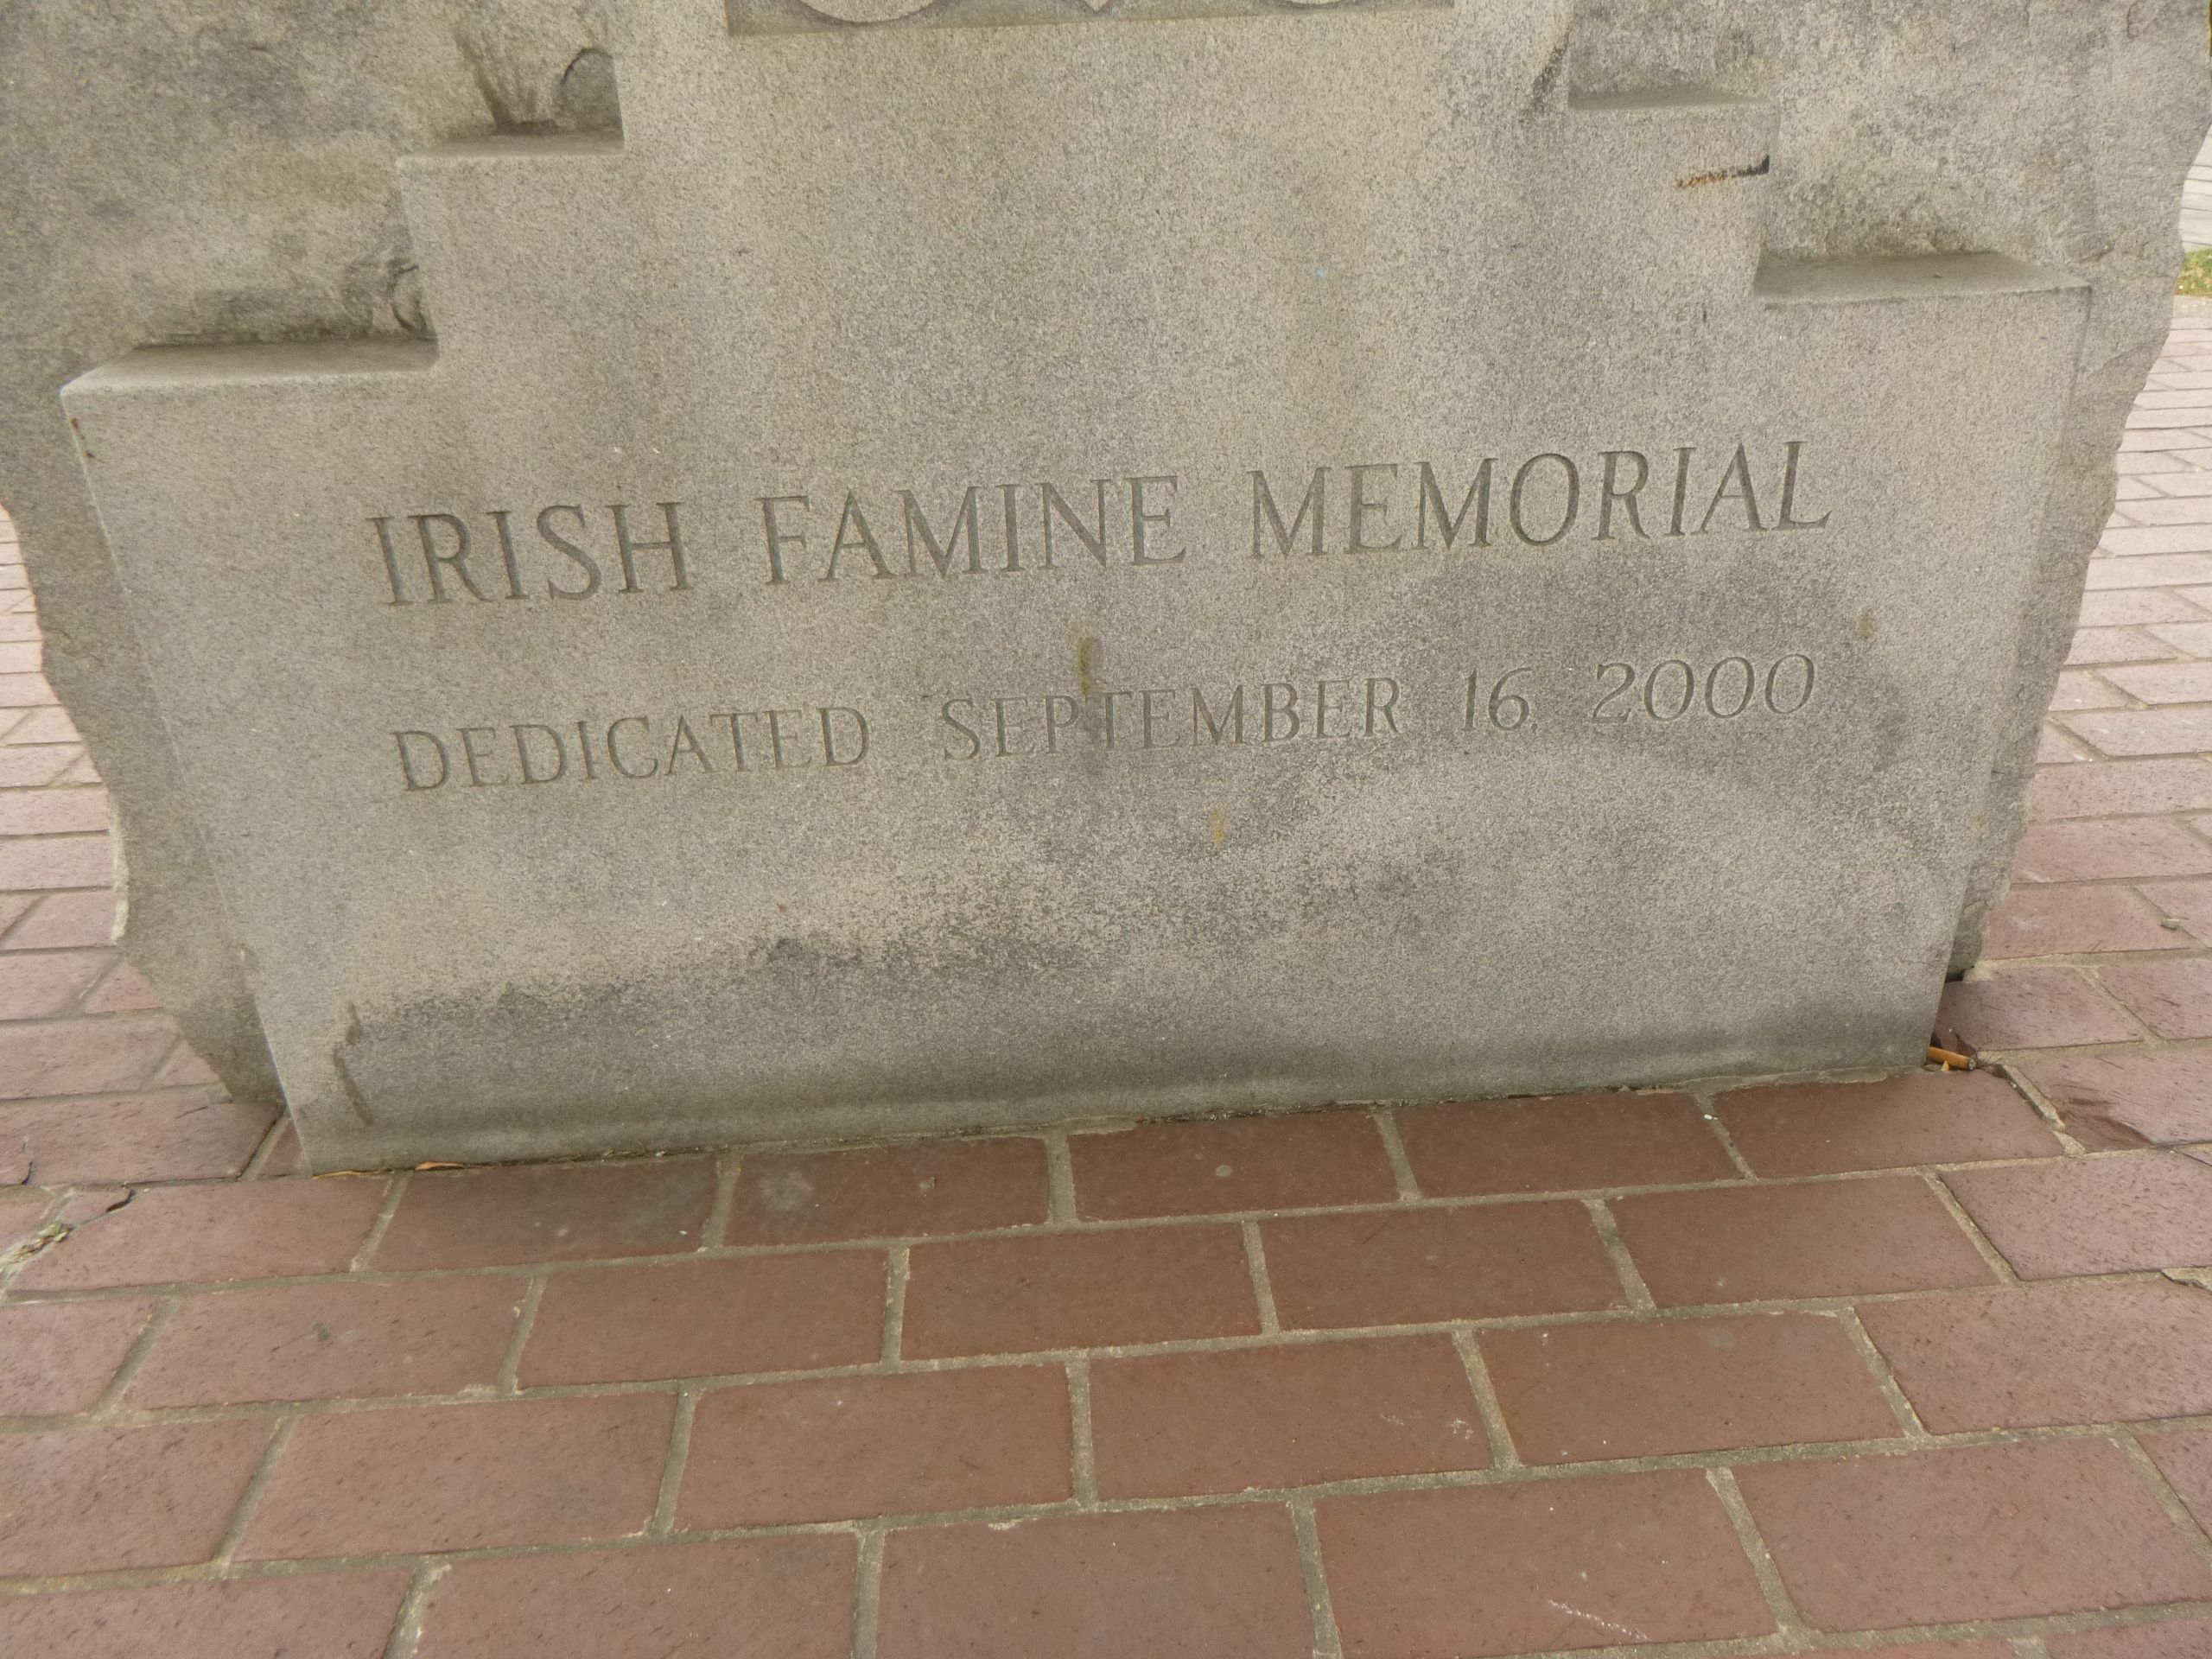 IRISH FAMINE MEMORIAL
DEDICATED SEPTEMBER 16, 2000